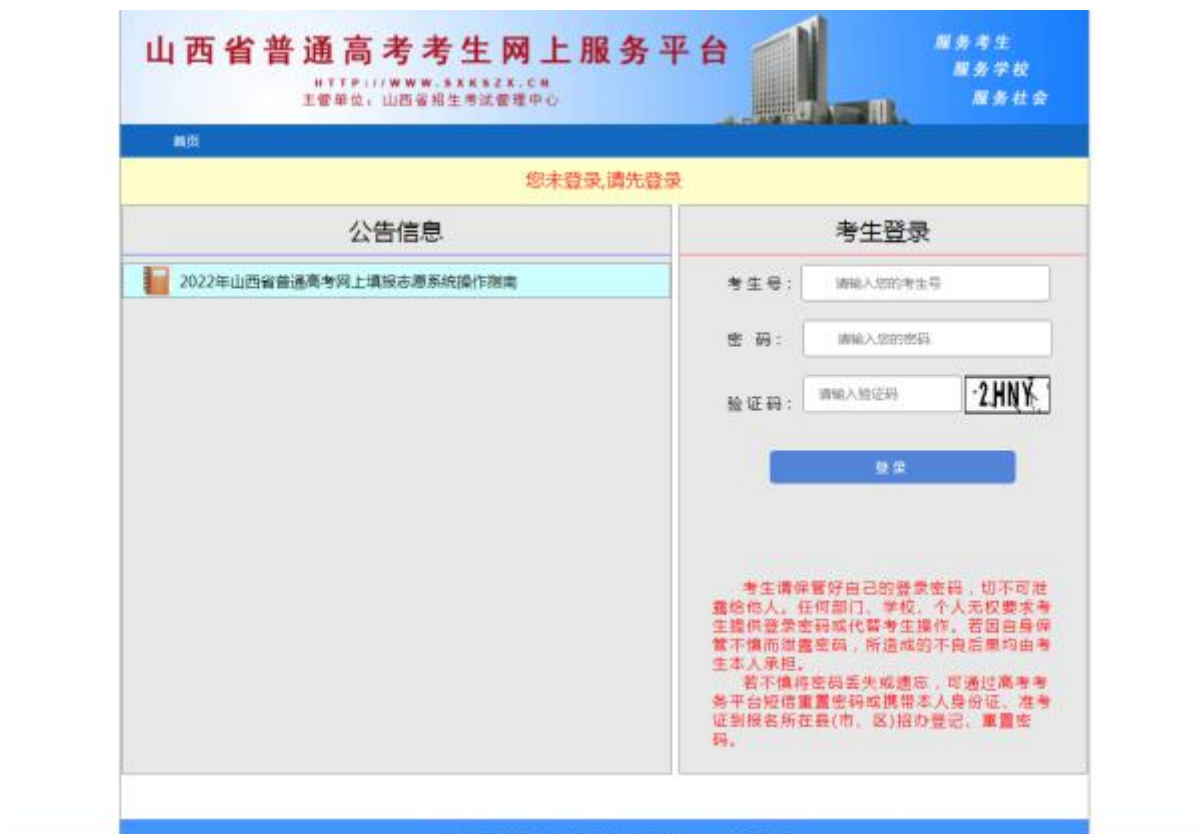 山西省普通高考考生网上服务平台
HTTP://WWW.SXKSZX.CN
主管单位：山西省招生考试管理中心
服务考生
服务学校
服务社会
首页
您未登录,请先登录
公告信息
2022年山西省普通高考网上填报志愿系统操作指南
考生登录
考生号： 请输入您的考生号
密 码： 请输入您的密码
验证码： 请输入验证码 2HNY
登录
考生请保管好自己的登录密码，切不可泄
露给他人。任何部门、学校、个人无权要求考
生提供登录密码或代替考生操作。若因自身保
管不慎而泄露密码，所造成的不良后果均由考
生本人承担。
若不慎将密码丢失或遗忘，可通过高考考
务平台短信重置密码或携带本人身份证、准考
证到报名所在县(市、区)招办登记、重置密
码。